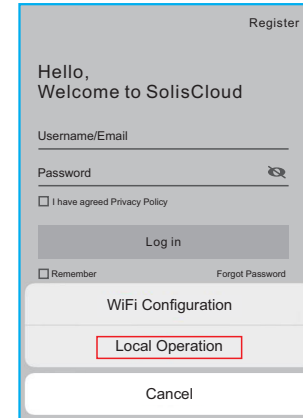 Register
Hello,
Welcome to SolisCloud
Username/Email
Password
I have agreed Privacy Policy
Log in
Remember Forgot Password
WiFi Configuration
Local Operation
Cancel